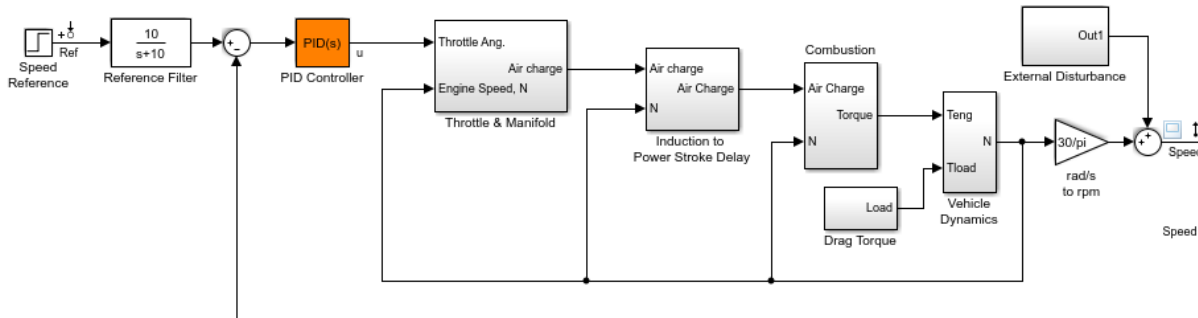 Ref
Speed
Reference
10
s+10
Reference Filter
PID(s)
u
PID Controller
Throttle Ang.
Air charge
Engine Speed, N
Throttle & Manifold
Air charge
Air Charge
N
Induction to
Power Stroke Delay
Combustion
Air Charge
Torque
N
Load
Drag Torque
Teng
N
Tload
Vehicle
Dynamics
Out1
External Disturbance
30/pi
rad/s
to rpm
Speed
Speed